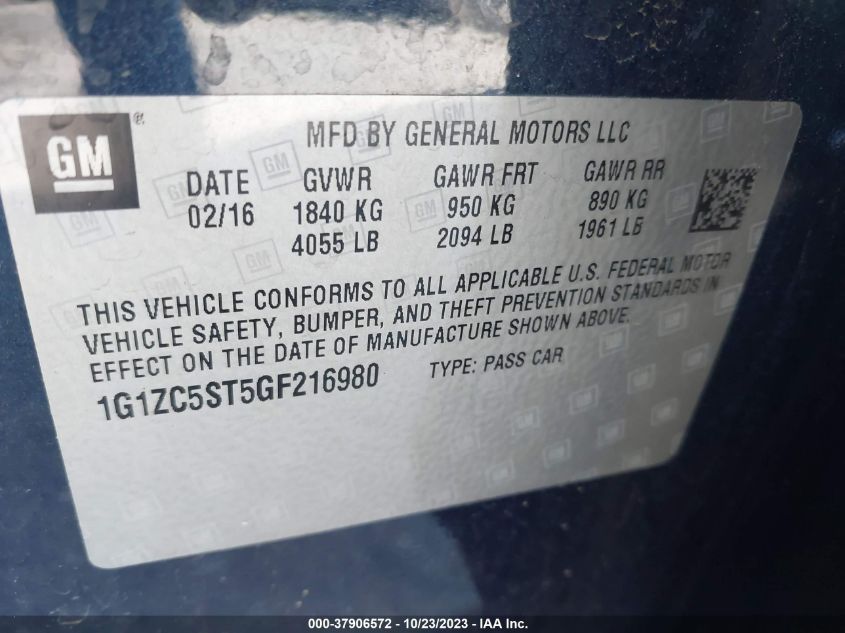 GM®
MFD BY GENERAL MOTORS LLC
DATE GVWR GAWR FRT GAWR RR
02/16 1840 KG 950 KG 890 KG
4055 LB 2094 LB 1961 LB
THIS VEHICLE CONFORMS TO ALL APPLICABLE U.S. FEDERAL MOTOR
VEHICLE SAFETY, BUMPER, AND THEFT PREVENTION STANDARDS IN
EFFECT ON THE DATE OF MANUFACTURE SHOWN ABOVE.
1G1ZC5ST5GF216980 TYPE: PASS CAR
000-37906572 - 10/23/2023 - IAA Inc.